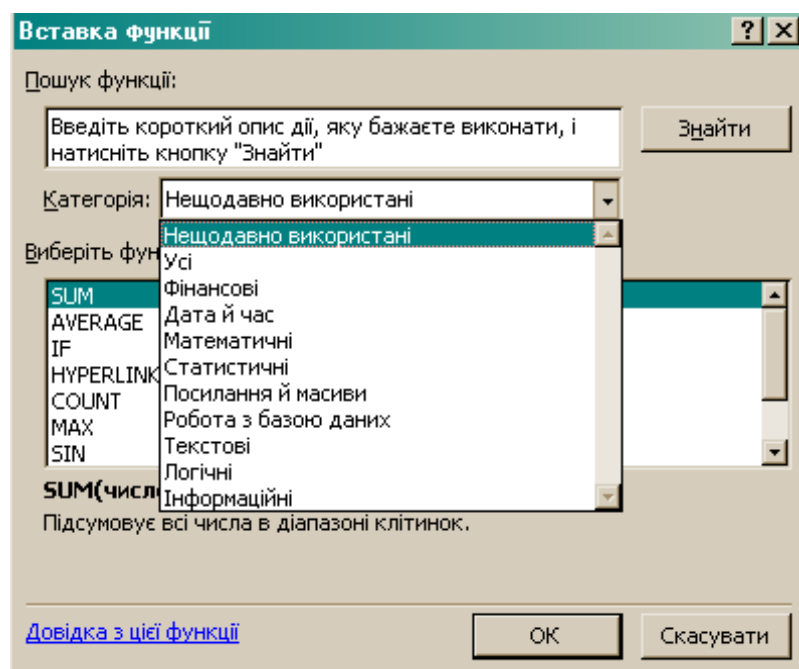 Вставка функції
Пошук функції:
Введіть короткий опис дії, яку бажаєте виконати, і
натисніть кнопку "Знайти"
Знайти
Категорія: Нещодавно використані
Нещодавно використані
Виберіть фун
Усі
Фінансові
Дата й час
Математичні
Статистичні
Посилання й масиви
Робота з базою даних
Текстові
Логічні
Інформаційні
SUM
AVERAGE
IF
HYPERLINK
COUNT
MAX
SIN
SUM(число
Підсумовує всі числа в діапазоні клітинок.
Довідка з цієї функції
OK
Скасувати